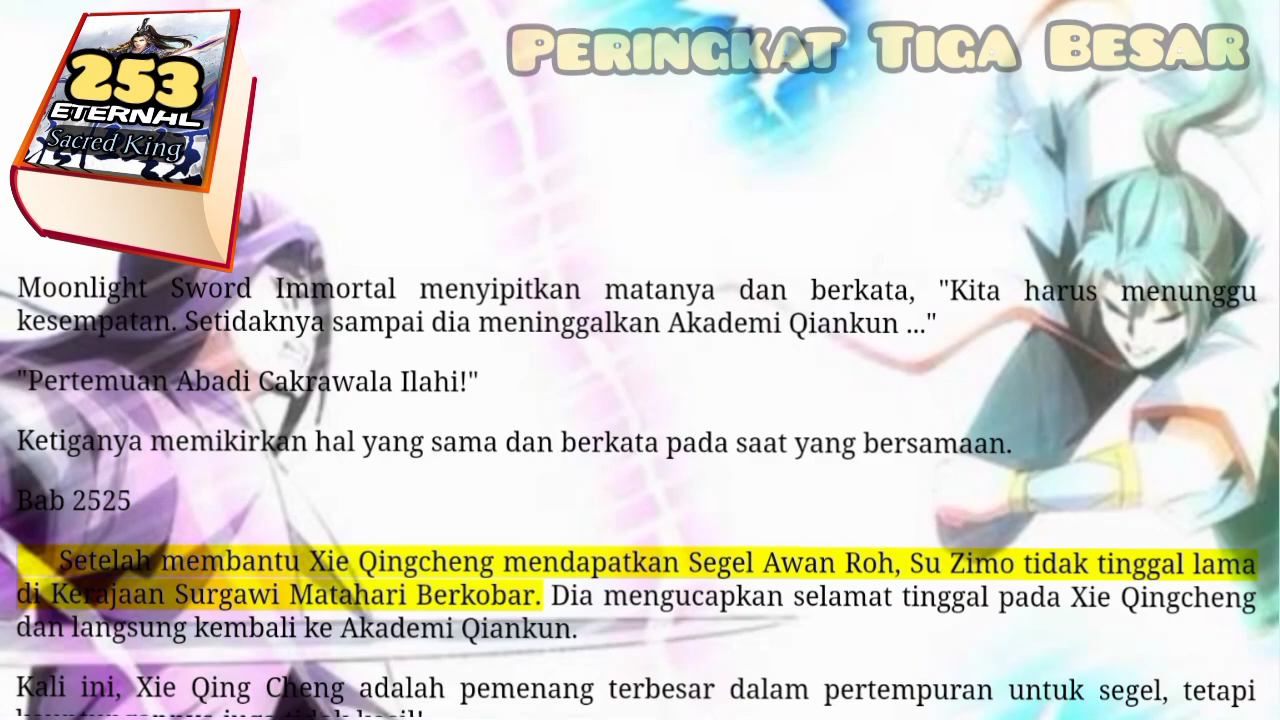 Peringkat Tiga Besar
253
ETERNAL
Sacred King
Moonlight Sword Immortal menyipitkan matanya dan berkata, "Kita harus menunggu
kesempatan. Setidaknya sampai dia meninggalkan Akademi Qiankun ..."
"Pertemuan Abadi Cakrawala Ilahi!"
Ketiganya memikirkan hal yang sama dan berkata pada saat yang bersamaan.
Bab 2525
Setelah membantu Xie Qingcheng mendapatkan Segel Awan Roh, Su Zimo tidak tinggal lama
di Kerajaan Surgawi Matahari Berkobar. Dia mengucapkan selamat tinggal pada Xie Qingcheng
dan langsung kembali ke Akademi Qiankun.
Kali ini, Xie Qing Cheng adalah pemenang terbesar dalam pertempuran untuk segel, tetapi